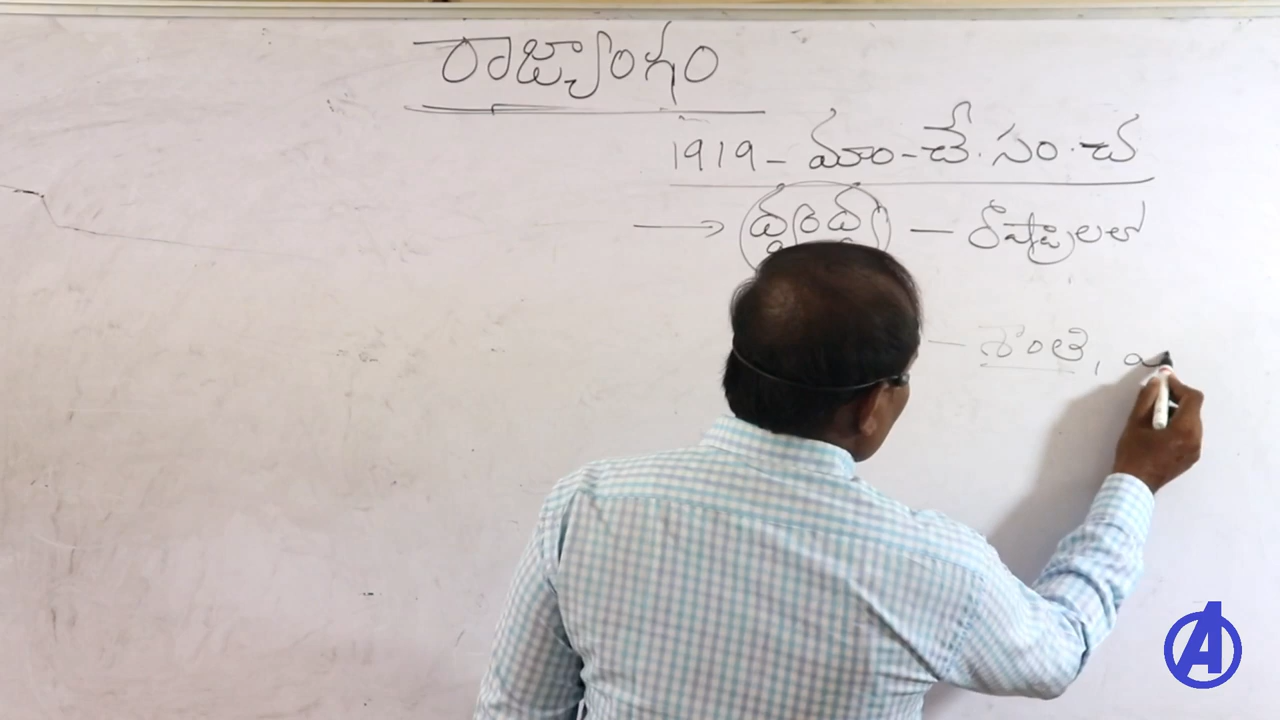 రాజ్యాంగం
1919 - మాం - చే. సం. చ
→ ద్వంద్వ — రాష్ట్రాలలో
— శాంతి,